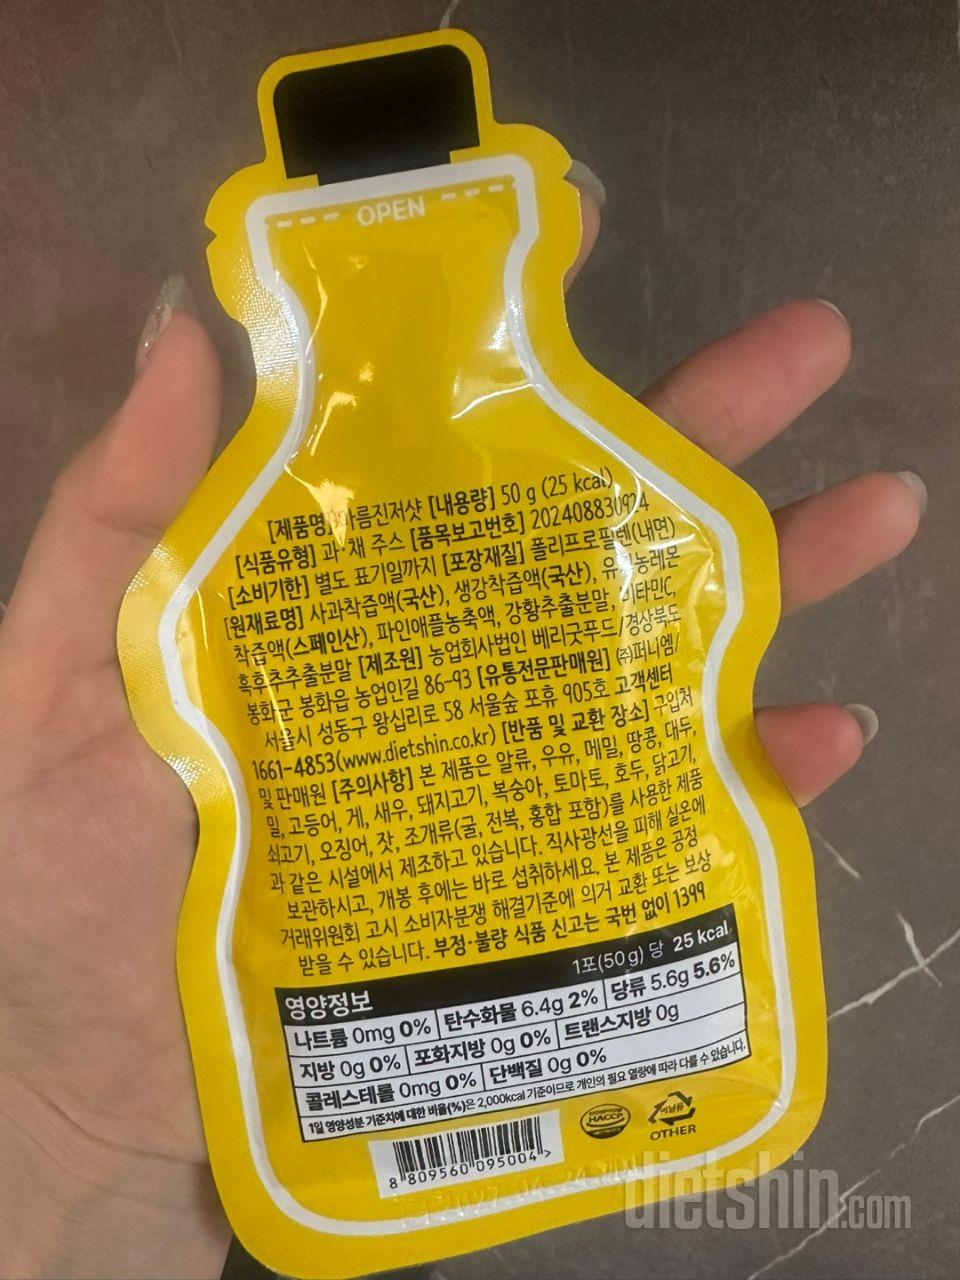 OPEN
[제품명] 마름진저샷 [내용량] 50 g (25 kcal)
[식품유형] 과·채 주스 [품목보고번호] 202408830924
[소비기한] 별도 표기일까지 [포장재질] 폴리프로필렌(내면)
[원재료명] 사과착즙액(국산), 생강착즙액(국산), 유기농레몬
착즙액(스페인산), 파인애플농축액, 강황추출분말, 비타민C,
흑후추추출분말 [제조원] 농업회사법인 베리굿푸드/경상북도
봉화군 봉화읍 농업인길 86-93 [유통전문판매원] ㈜퍼니엠/
서울시 성동구 왕십리로 58 서울숲 포휴 905호 고객센터
1661-4853(www.dietshin.co.kr) [반품 및 교환 장소] 구입처
및 판매원 [주의사항] 본 제품은 알류, 우유, 메밀, 땅콩, 대두,
밀, 고등어, 게, 새우, 돼지고기, 복숭아, 토마토, 호두, 닭고기,
쇠고기, 오징어, 잣, 조개류(굴, 전복, 홍합 포함)를 사용한 제품
과 같은 시설에서 제조하고 있습니다. 직사광선을 피해 실온에
보관하시고, 개봉 후에는 바로 섭취하세요. 본 제품은 공정
거래위원회 고시 소비자분쟁 해결기준에 의거 교환 또는 보상
받을 수 있습니다. 부정·불량 식품 신고는 국번 없이 1399
영양정보 1포(50 g) 당 25 kcal
나트륨 0mg 0% 탄수화물 6.4g 2% 당류 5.6g 5.6%
지방 0g 0% 포화지방 0g 0% 트랜스지방 0g
콜레스테롤 0mg 0% 단백질 0g 0%
1일 영양성분 기준치에 대한 비율(%)은 2,000kcal 기준이므로 개인의 필요 열량에 따라 다를 수 있습니다.
HACCP
비닐류
OTHER
8 809560 095004 >
dietshin.com